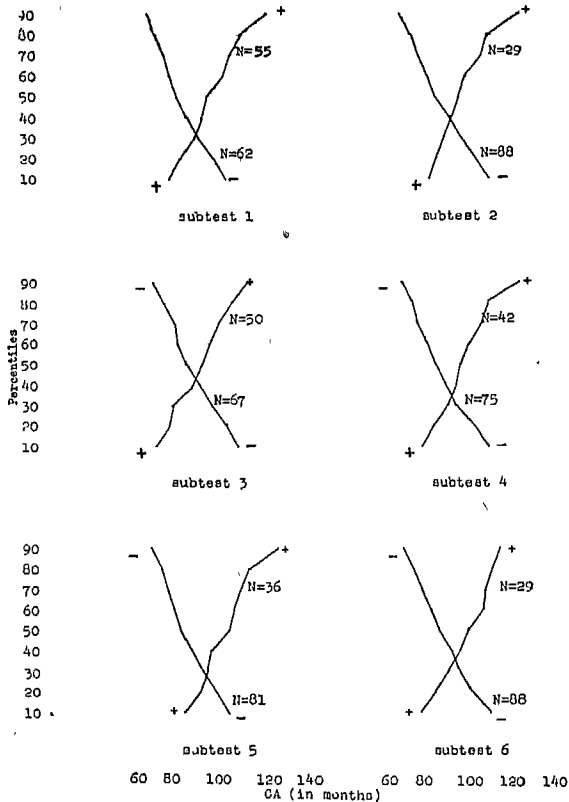 90
80
70
60
50
40
30
20
10
+
N=55
N=62
+
−
subtest 1
+
N=29
N=88
+
−
subtest 2
Percentiles
90
80
70
60
50
40
30
20
10
−
+
N=50
N=67
+
−
subtest 3
−
+
N=42
N=75
+
−
subtest 4
90
80
70
60
50
40
30
20
10
−
+
N=36
N=81
+
−
subtest 5
−
+
N=29
N=88
+
−
subtest 6
60 80 100 120 140
60 80 100 120 140
CA (in months)